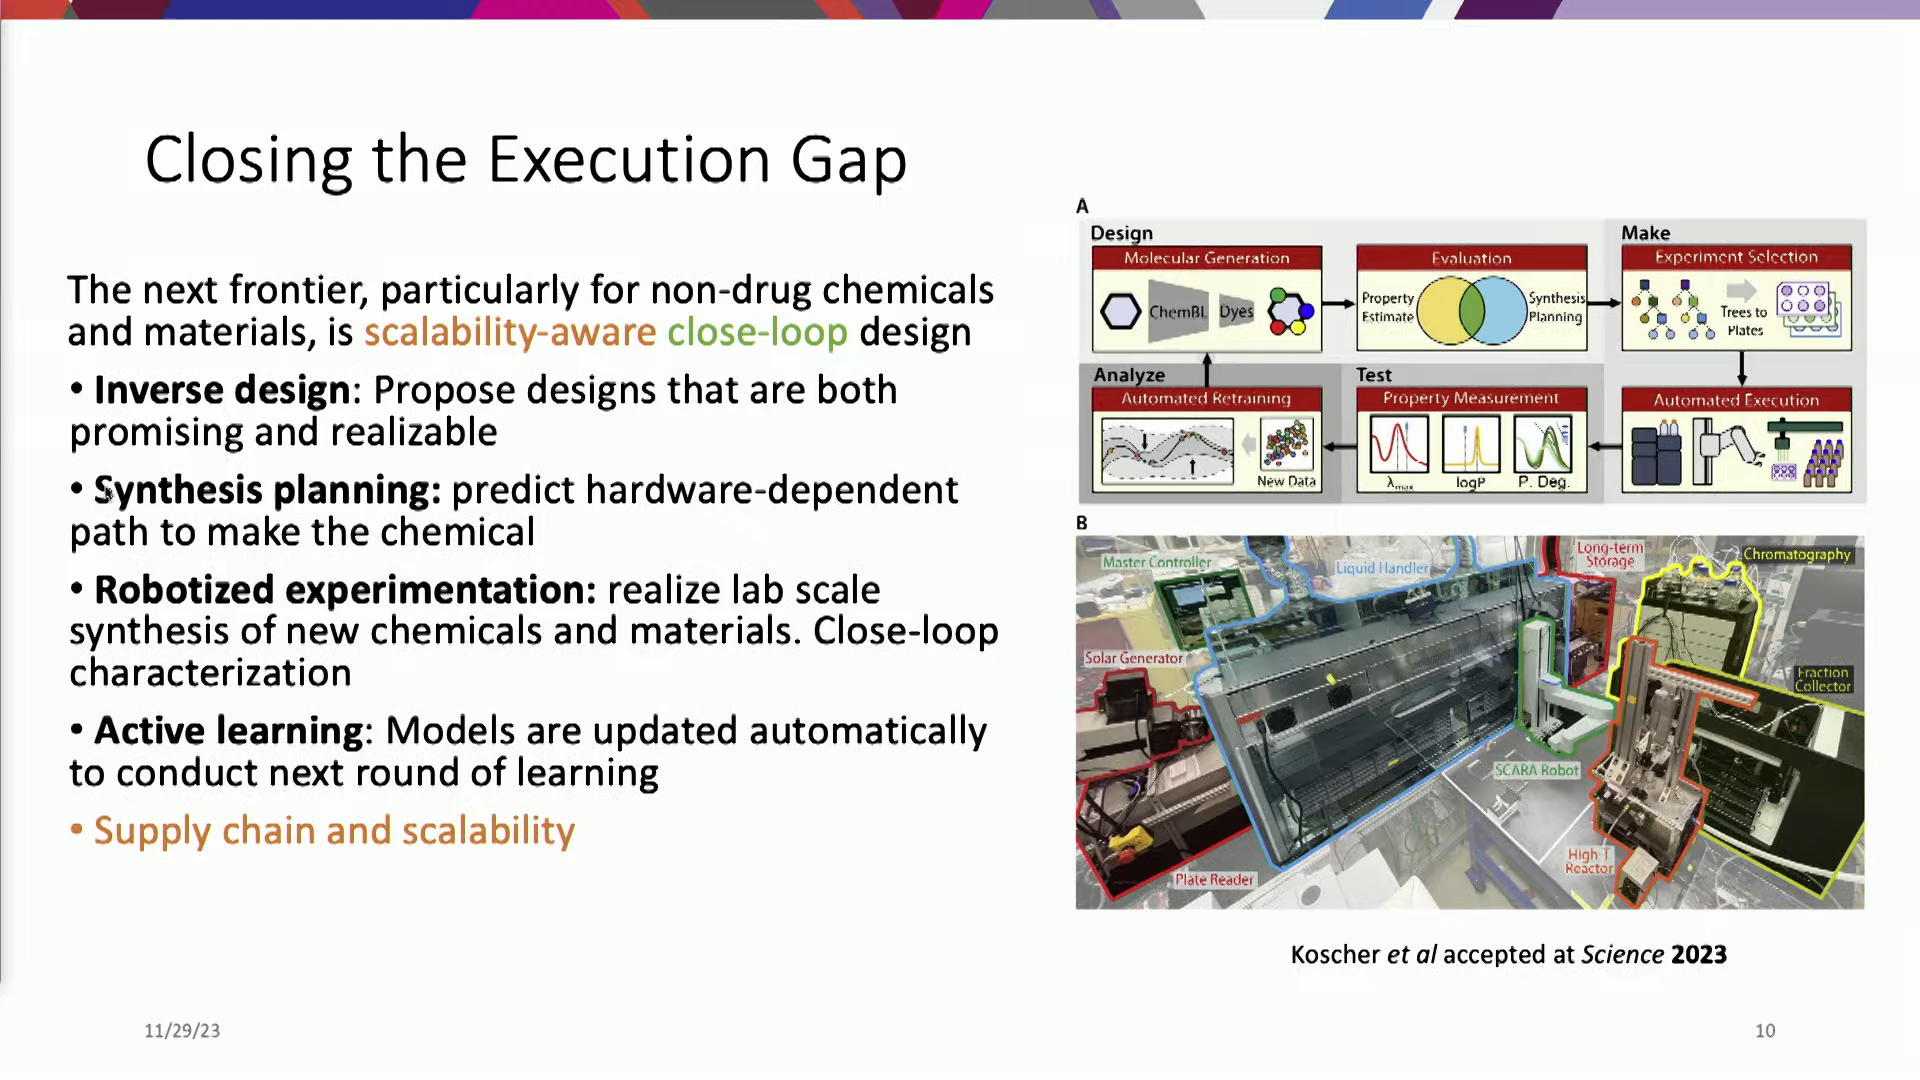 Closing the Execution Gap
The next frontier, particularly for non-drug chemicals
and materials, is scalability-aware close-loop design
• Inverse design: Propose designs that are both
promising and realizable
• Synthesis planning: predict hardware-dependent
path to make the chemical
• Robotized experimentation: realize lab scale
synthesis of new chemicals and materials. Close-loop
characterization
• Active learning: Models are updated automatically
to conduct next round of learning
• Supply chain and scalability
A
Design
Molecular Generation
ChemBL
Dyes
Evaluation
Property
Estimate
Synthesis
Planning
Make
Experiment Selection
Trees to
Plates
Analyze
Automated Retraining
New Data
Test
Property Measurement
λmax
logP
P. Deg.
Automated Execution
B
Master Controller
Liquid Handler
Long-term
Storage
Chromatography
Solar Generator
Fraction
Collector
SCARA Robot
High T
Reactor
Plate Reader
Koscher et al accepted at Science 2023
11/29/23
10